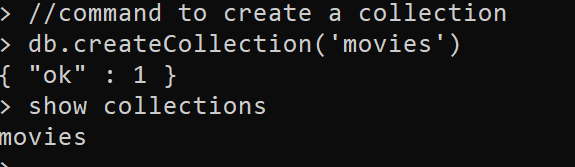 > //command to create a collection
> db.createCollection('movies')
{ "ok" : 1 }
> show collections
movies
>